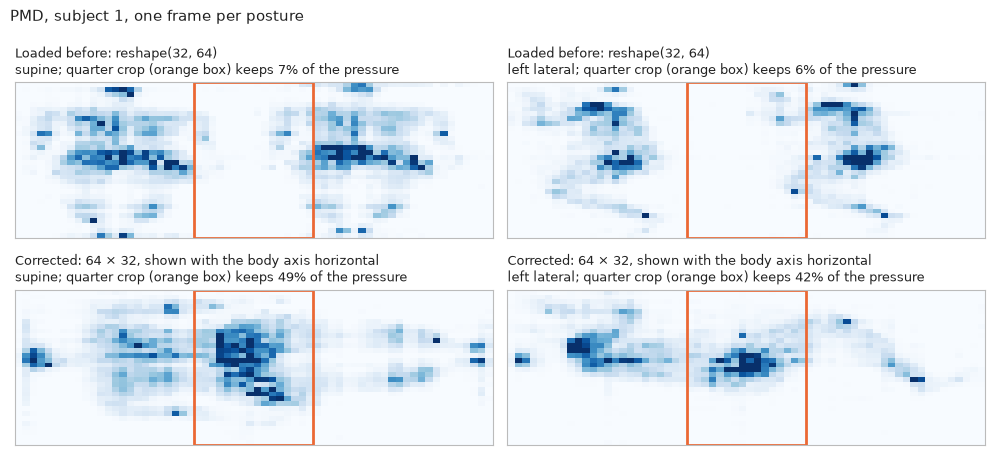 PMD, subject 1, one frame per posture
Loaded before: reshape(32, 64)
supine; quarter crop (orange box) keeps 7% of the pressure
Loaded before: reshape(32, 64)
left lateral; quarter crop (orange box) keeps 6% of the pressure
Corrected: 64 × 32, shown with the body axis horizontal
supine; quarter crop (orange box) keeps 49% of the pressure
Corrected: 64 × 32, shown with the body axis horizontal
left lateral; quarter crop (orange box) keeps 42% of the pressure